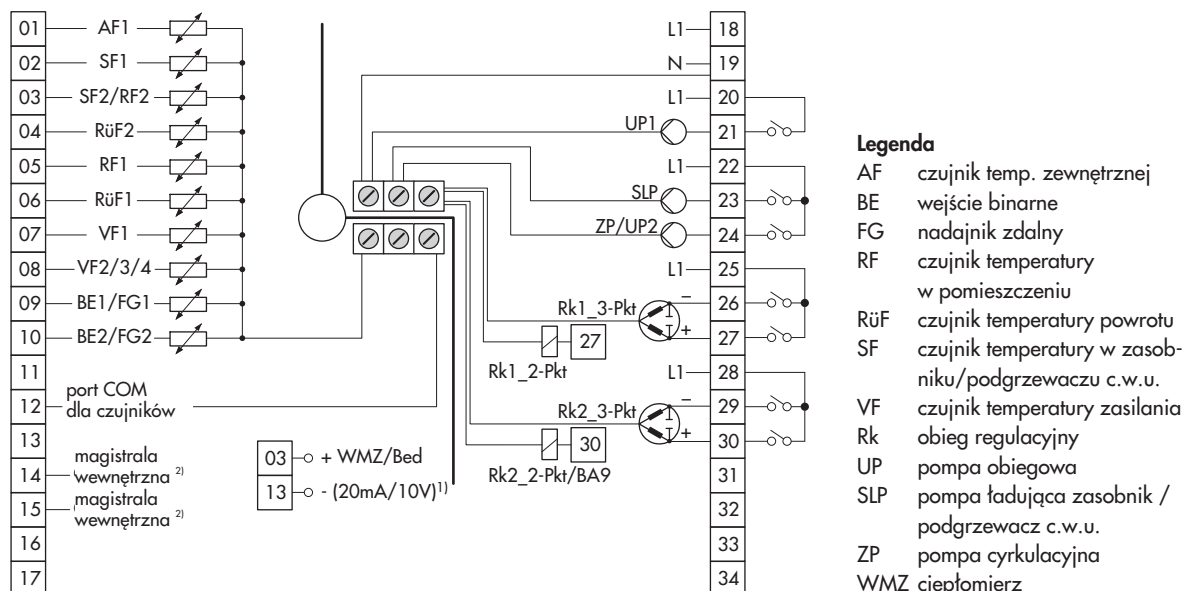 01 AF1
02 SF1
03 SF2/RF2
04 RüF2
05 RF1
06 RüF1
07 VF1
08 VF2/3/4
09 BE1/FG1
10 BE2/FG2
11
12 port COM
dla czujników
13
14 magistrala
wewnętrzna 2)
15 magistrala
wewnętrzna 2)
16
17
03 + WMZ/Bed
13 - (20mA/10V)1)
L1 18
N 19
L1 20
UP1 21
L1 22
SLP 23
ZP/UP2 24
L1 25
Rk1_3-Pkt − 26
+ 27
27
Rk1_2-Pkt
L1 28
Rk2_3-Pkt − 29
+ 30
30
Rk2_2-Pkt/BA9
31
32
33
34
Legenda
AF czujnik temp. zewnętrznej
BE wejście binarne
FG nadajnik zdalny
RF czujnik temperatury
w pomieszczeniu
RüF czujnik temperatury powrotu
SF czujnik temperatury w zasob-
niku/podgrzewaczu c.w.u.
VF czujnik temperatury zasilania
Rk obieg regulacyjny
UP pompa obiegowa
SLP pompa ładująca zasobnik /
podgrzewacz c.w.u.
ZP pompa cyrkulacyjna
WMZ ciepłomierz